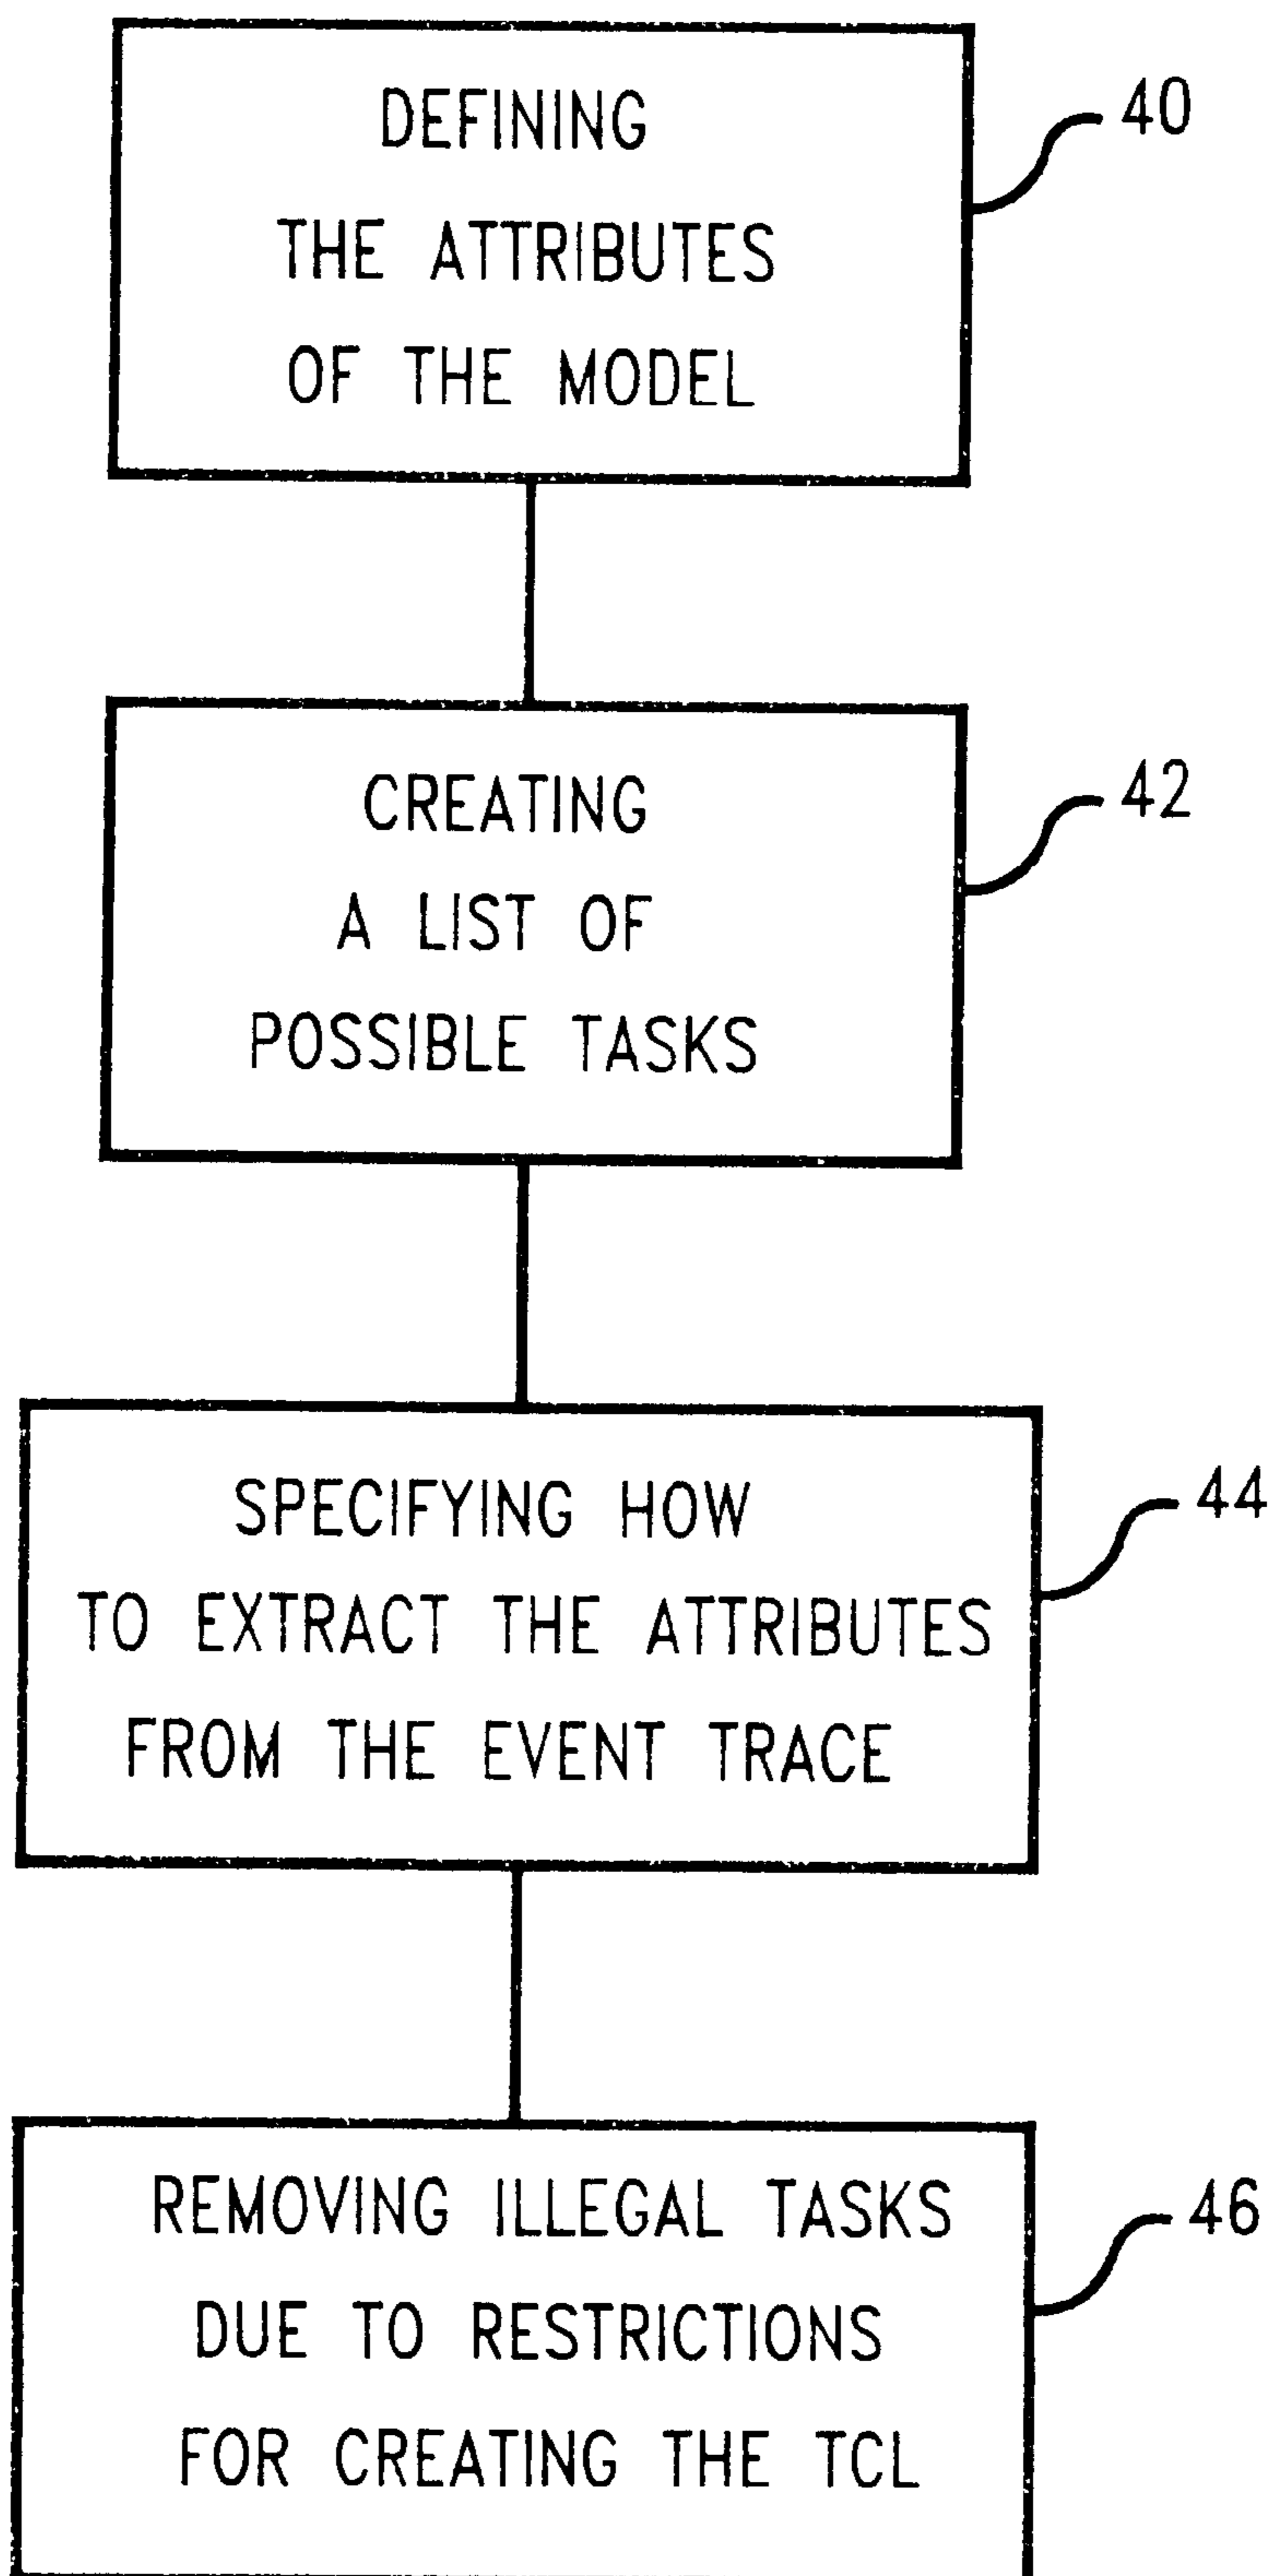 DEFINING
THE ATTRIBUTES
OF THE MODEL
40
CREATING
A LIST OF
POSSIBLE TASKS
42
SPECIFYING HOW
TO EXTRACT THE ATTRIBUTES
FROM THE EVENT TRACE
44
REMOVING ILLEGAL TASKS
DUE TO RESTRICTIONS
FOR CREATING THE TCL
46